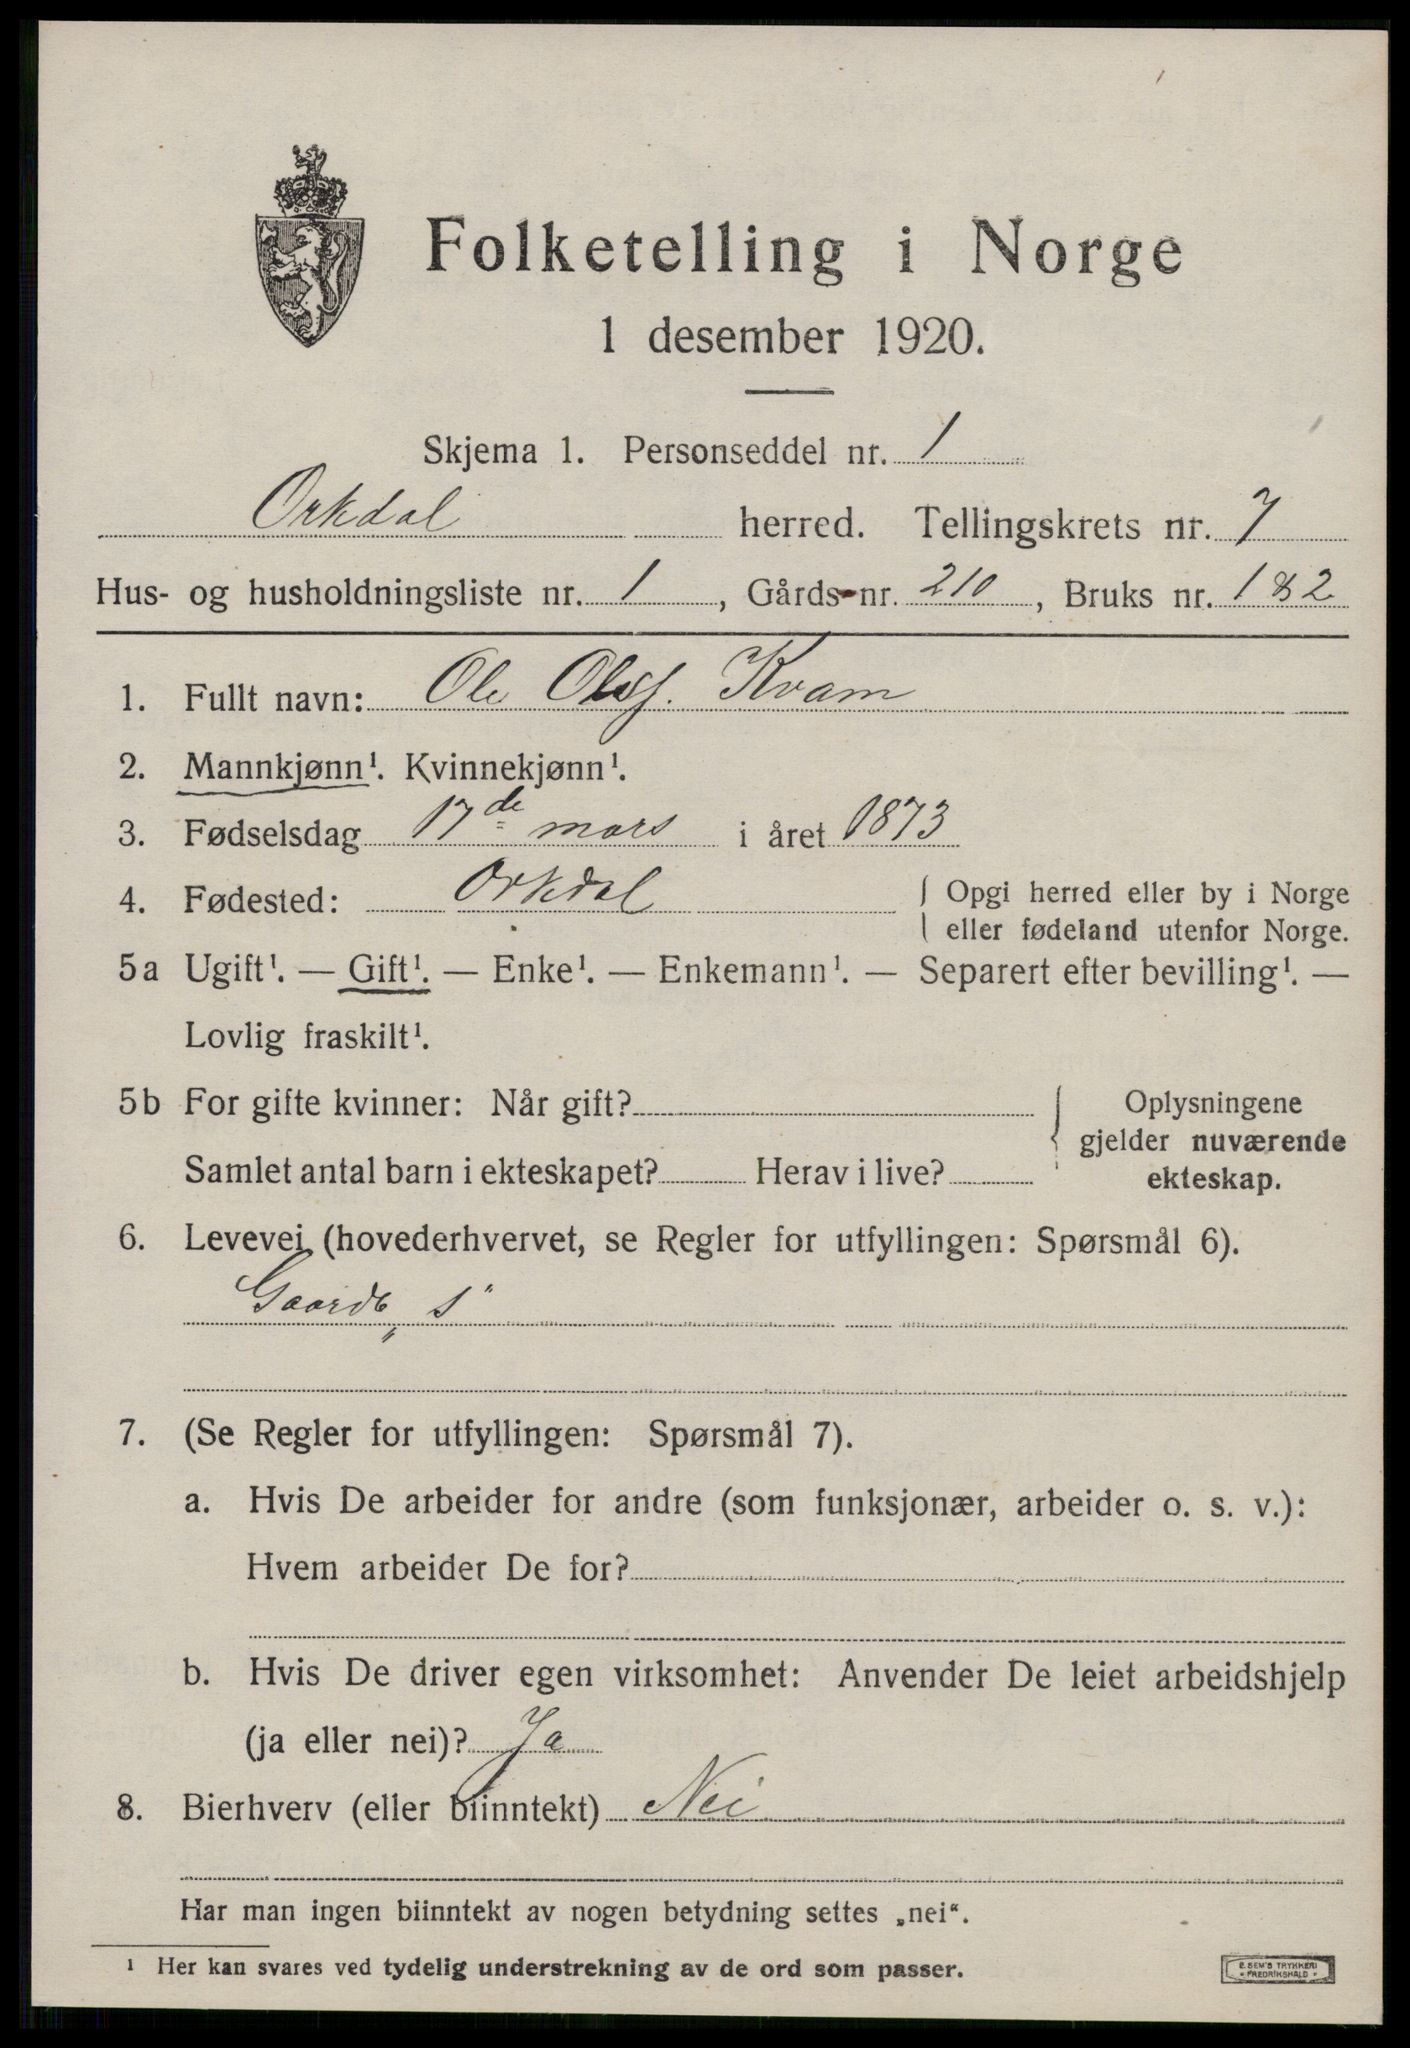 Folketelling i Norge
1 desember 1920.
Skjema 1. Personseddel nr. 1
Orkdal herred. Tellingskrets nr. 7
Hus- og husholdningsliste nr. 1, Gårds-nr. 210, Bruks nr. 1 & 2
1. Fullt navn: Ole Olsf. Kvam
2. Mannkjønn¹. Kvinnekjønn¹.
3. Fødselsdag 17de mars i året 1873
4. Fødested: Orkdal { Opgi herred eller by i Norge
eller fødeland utenfor Norge.
5a Ugift¹. — Gift¹. — Enke¹. — Enkemann¹. — Separert efter bevilling¹. —
Lovlig fraskilt¹.
5b For gifte kvinner: Når gift?
Samlet antal barn i ekteskapet? Herav i live?
Oplysningene
gjelder nuværende
ekteskap.
6. Levevei (hovederhvervet, se Regler for utfyllingen: Spørsmål 6).
Gaardb „S"
7. (Se Regler for utfyllingen: Spørsmål 7).
a. Hvis De arbeider for andre (som funksjonær, arbeider o. s. v.):
Hvem arbeider De for?
b. Hvis De driver egen virksomhet: Anvender De leiet arbeidshjelp
(ja eller nei)? Ja
8. Bierhverv (eller biinntekt) Nei
Har man ingen biinntekt av nogen betydning settes „nei“.
¹ Her kan svares ved tydelig understrekning av de ord som passer.
E. SEM'S TRYKKERI
• FREDRIKSHALD •